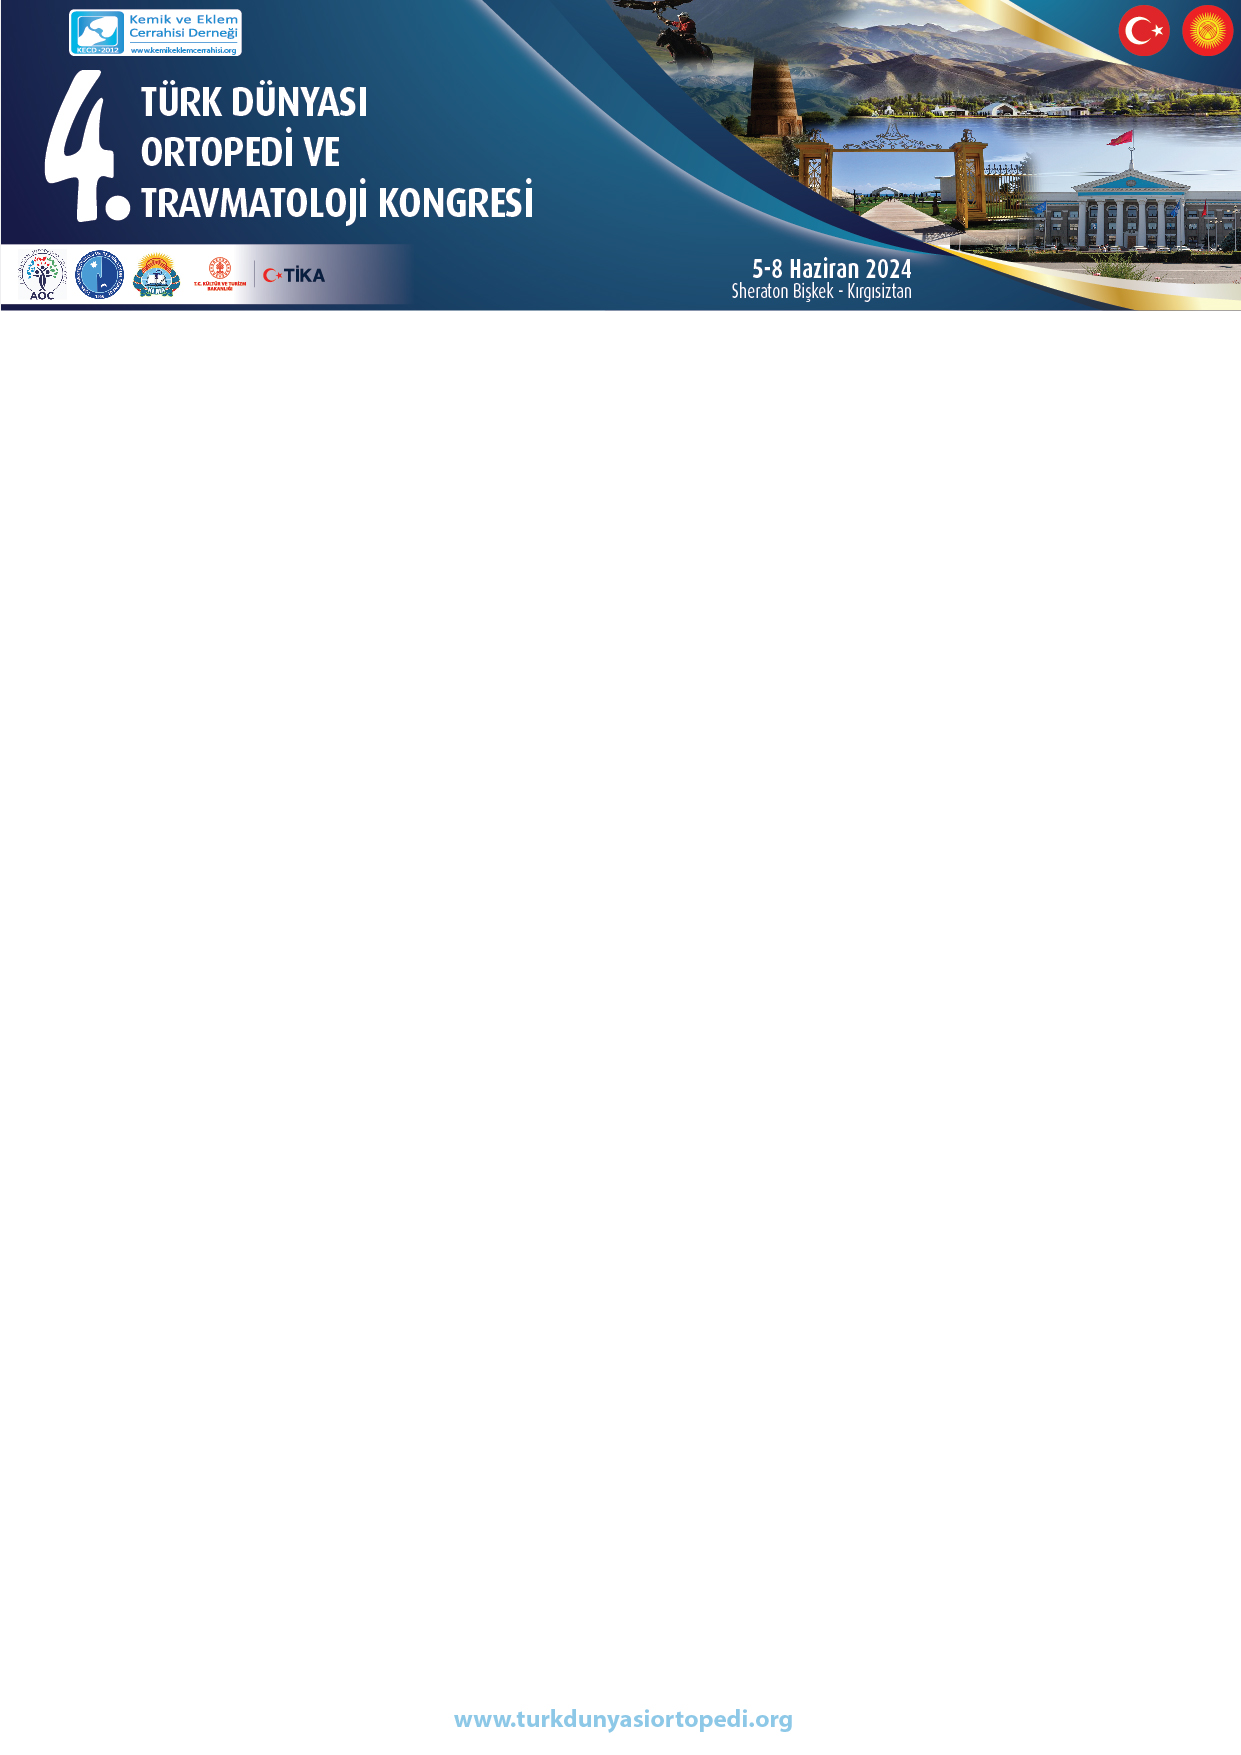 Kemik ve Eklem
Cerrahisi Derneği
KECD - 2012
www.kemikeklemcerrahisi.org
4. TÜRK DÜNYASI
ORTOPEDİ VE
TRAVMATOLOJİ KONGRESİ
AOC
T.C. KÜLTÜR VE TURİZM
BAKANLIĞI
TİKA
5-8 Haziran 2024
Sheraton Bişkek - Kırgısiztan
www.turkdunyasiortopedi.org